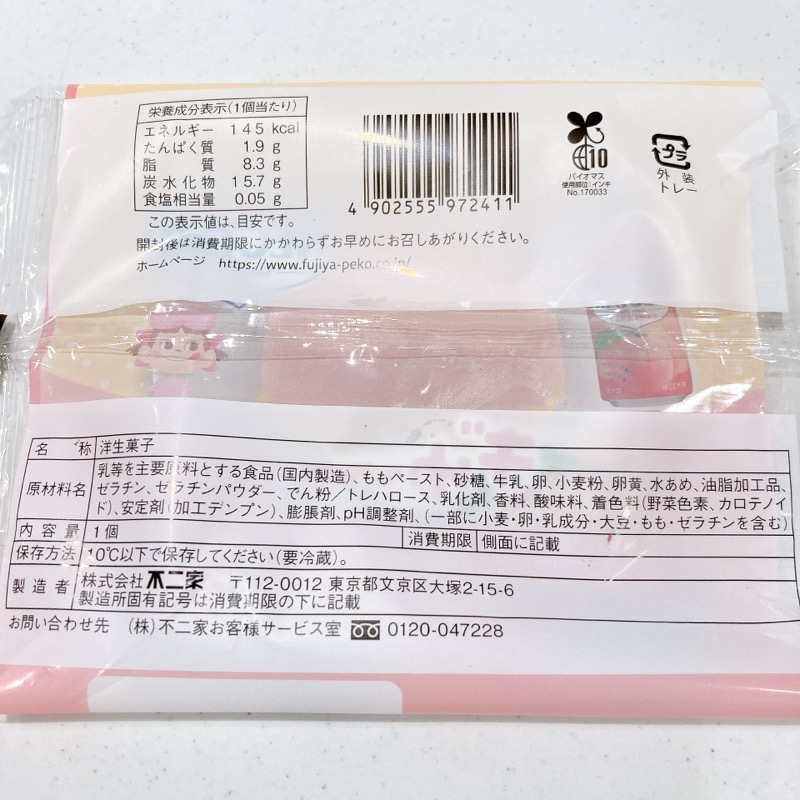 栄養成分表示(1個当たり)
エネルギー 145 kcal
たんぱく質 1.9 g
脂質 8.3 g
炭水化物 15.7 g
食塩相当量 0.05 g
この表示値は、目安です。
開封後は消費期限にかかわらずお早めにお召しあがりください。
ホームページ https://www.fujiya-peko.co.jp/
4 902555 972411
10
バイオマス
使用部位:インキ
No.170033
プラ
外装
トレー
名称 洋生菓子
原材料名 乳等を主要原料とする食品(国内製造)、ももペースト、砂糖、牛乳、卵、小麦粉、卵黄、水あめ、油脂加工品、
ゼラチン、ゼラチンパウダー、でん粉/トレハロース、乳化剤、香料、酸味料、着色料(野菜色素、カロテノイ
ド)、安定剤(加工デンプン)、膨脹剤、pH調整剤、(一部に小麦・卵・乳成分・大豆・もも・ゼラチンを含む)
内容量 1個 消費期限 側面に記載
保存方法 10℃以下で保存してください(要冷蔵)。
製造者 株式会社 不二家 〒112-0012 東京都文京区大塚2-15-6
製造所固有記号は消費期限の下に記載
お問い合わせ先 (株)不二家お客様サービス室 0120-047228